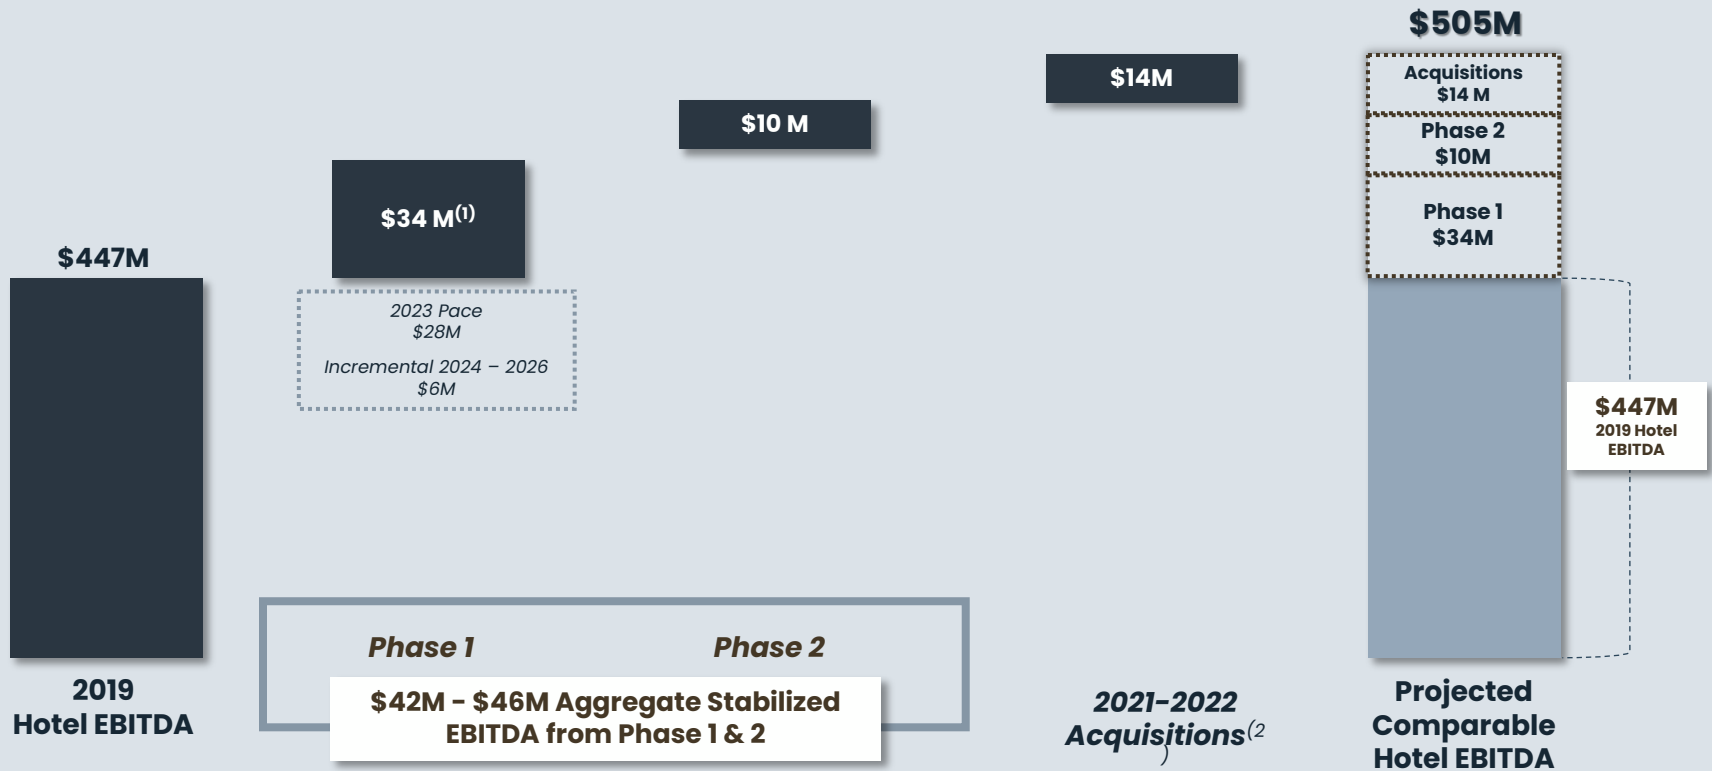 $505M
Acquisitions
$14 M
Phase 2
$10M
Phase 1
$34M
$14M
$10 M
$34 M(1)
$447M
2023 Pace
$28M
Incremental 2024 – 2026
$6M
$447M
2019 Hotel
EBITDA
Phase 1
Phase 2
$42M - $46M Aggregate Stabilized
EBITDA from Phase 1 & 2
2019
Hotel EBITDA
2021-2022
Acquisitions(2
)
Projected
Comparable
Hotel EBITDA